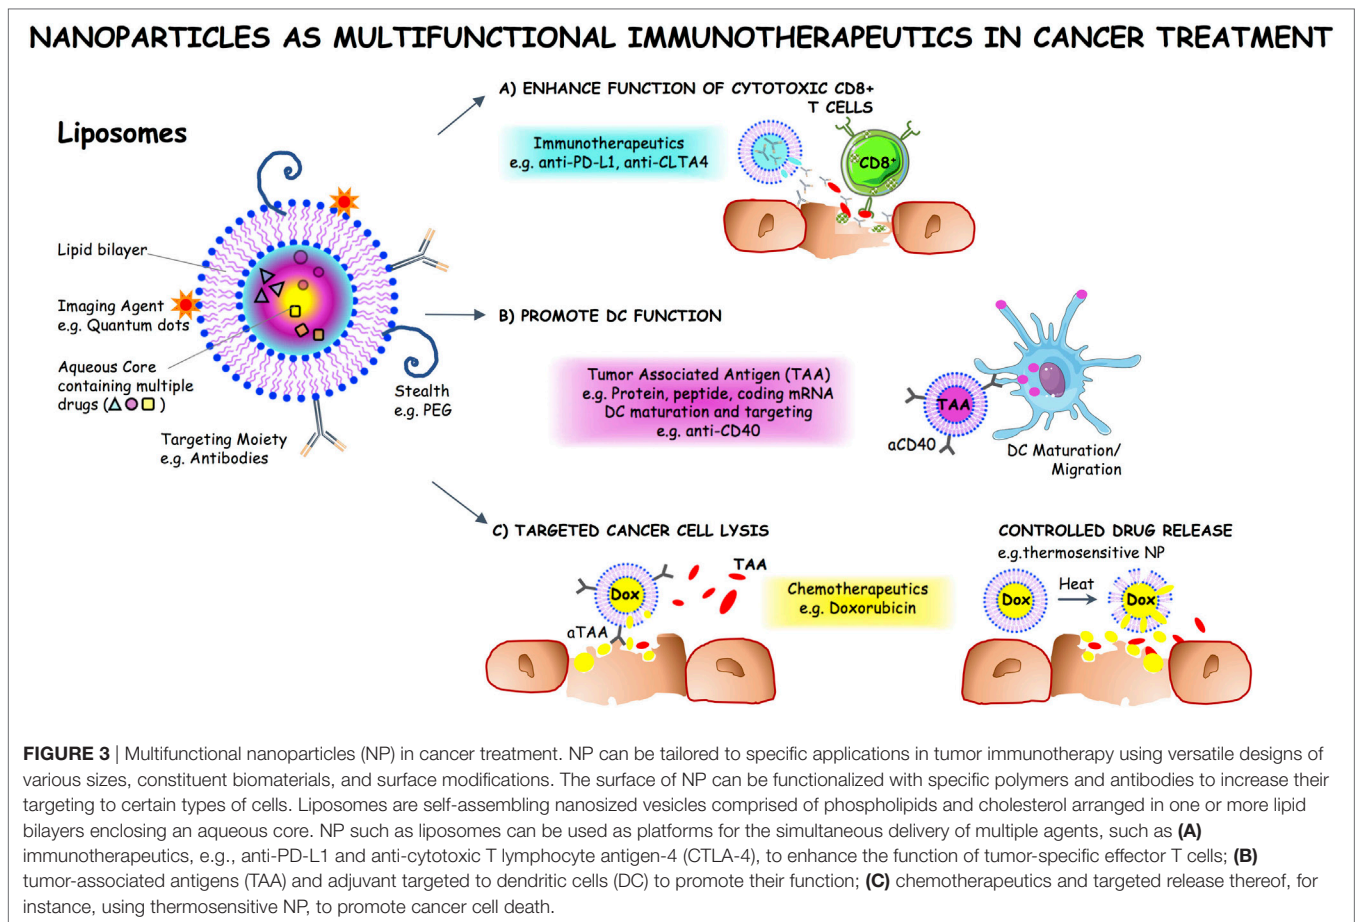 NANOPARTICLES AS MULTIFUNCTIONAL IMMUNOTHERAPEUTICS IN CANCER TREATMENT
Liposomes
Lipid bilayer
Imaging Agent
e.g. Quantum dots
Aqueous Core
containing multiple
drugs ( )
Targeting Moiety
e.g. Antibodies
Stealth
e.g. PEG
A) ENHANCE FUNCTION OF CYTOTOXIC CD8+
T CELLS
Immunotherapeutics
e.g. anti-PD-L1, anti-CLTA4
CD8⁺
B) PROMOTE DC FUNCTION
Tumor Associated Antigen (TAA)
e.g. Protein, peptide, coding mRNA
DC maturation and targeting
e.g. anti-CD40
TAA
aCD40
DC Maturation/
Migration
C) TARGETED CANCER CELL LYSIS
TAA
Dox
aTAA
Chemotherapeutics
e.g. Doxorubicin
CONTROLLED DRUG RELEASE
e.g.thermosensitive NP
Heat
Dox
Dox
FIGURE 3 | Multifunctional nanoparticles (NP) in cancer treatment. NP can be tailored to specific applications in tumor immunotherapy using versatile designs of
various sizes, constituent biomaterials, and surface modifications. The surface of NP can be functionalized with specific polymers and antibodies to increase their
targeting to certain types of cells. Liposomes are self-assembling nanosized vesicles comprised of phospholipids and cholesterol arranged in one or more lipid
bilayers enclosing an aqueous core. NP such as liposomes can be used as platforms for the simultaneous delivery of multiple agents, such as (A)
immunotherapeutics, e.g., anti-PD-L1 and anti-cytotoxic T lymphocyte antigen-4 (CTLA-4), to enhance the function of tumor-specific effector T cells; (B)
tumor-associated antigens (TAA) and adjuvant targeted to dendritic cells (DC) to promote their function; (C) chemotherapeutics and targeted release thereof, for
instance, using thermosensitive NP, to promote cancer cell death.